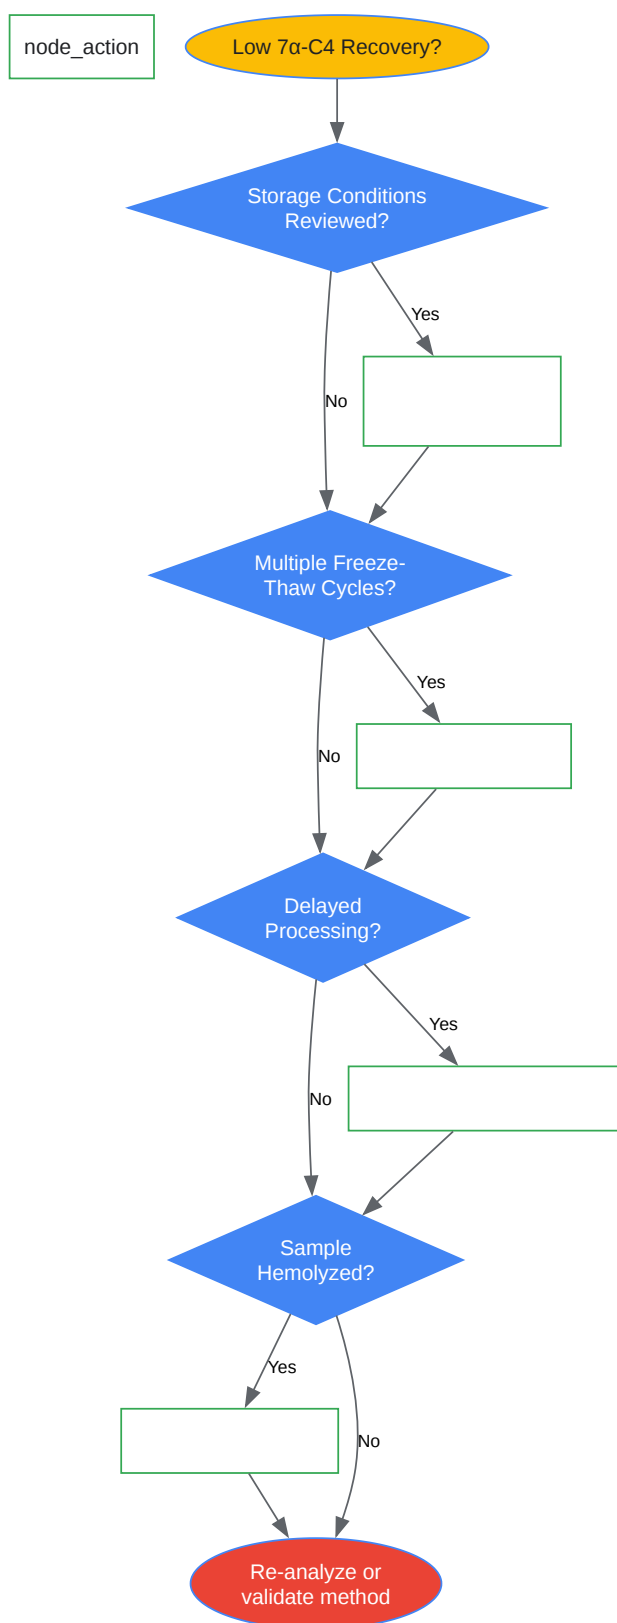 node_action
Low 7α-C4 Recovery?
Storage Conditions
Reviewed?
Yes
No
Multiple Freeze-
Thaw Cycles?
Yes
No
Delayed
Processing?
Yes
No
Sample
Hemolyzed?
Yes
No
Re-analyze or
validate method